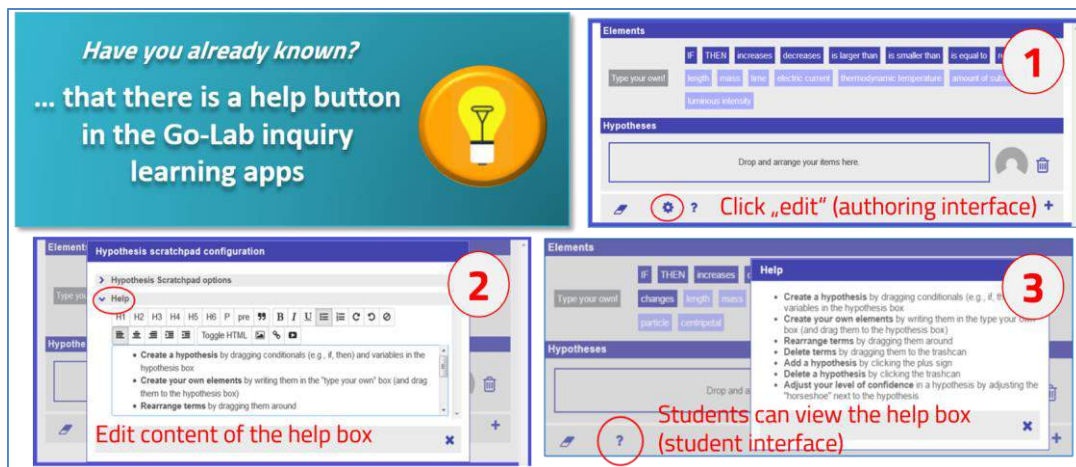 Have you already known?
... that there is a help button
in the Go-Lab inquiry
learning apps
Elements
IF THEN increases decreases is larger than is smaller than is equal to
Type your own! length mass time electric current thermodynamic temperature amount of
luminous intensity
Hypotheses
Drop and arrange your items here.
? Click „edit“ (authoring interface) +
1
Hypothesis scratchpad configuration
Hypothesis Scratchpad options
Help
H1 H2 H3 H4 H5 H6 P pre B I U
Toggle HTML
• Create a hypothesis by dragging conditionals (e.g., if, then) and variables in the
hypothesis box
• Create your own elements by writing them in the "type your own" box (and drag
them to the hypothesis box)
• Rearrange terms by dragging them around
Edit content of the help box
2
Elements
IF THEN increases
Type your own! changes length mass
particle centripetal
Hypotheses
Help
• Create a hypothesis by dragging conditionals (e.g., if,
variables in the hypothesis box
• Create your own elements by writing them in the type your own
box (and drag them to the hypothesis box)
• Rearrange terms by dragging them around
• Delete terms by dragging them to the trashcan
• Add a hypothesis by clicking the plus sign
• Delete a hypothesis by clicking the trashcan
• Adjust your level of confidence in a hypothesis by adjusting the
"horseshoe" next to the hypothesis
Students can view the help box
? (student interface)
3